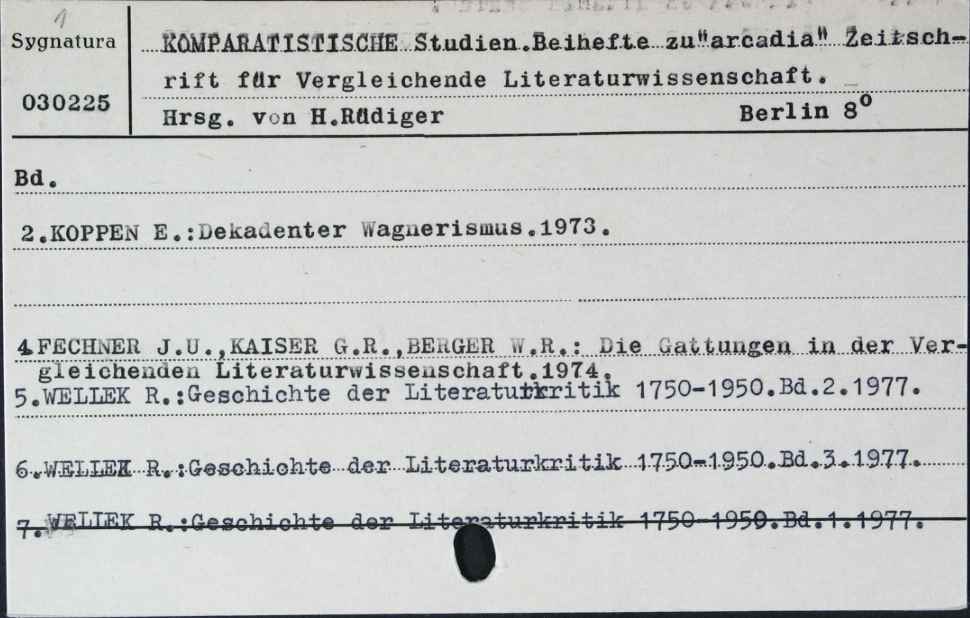 1
Sygnatura
030225
KOMPARATISTISCHE Studien.Beihefte zu"arcadia" Zeitsch-
rift für Vergleichende Literaturwissenschaft.
Hrsg. von H.Rüdiger Berlin 8º
Bd.
2.KOPPEN E.:Dekadenter Wagnerismus.1973.
4 FECHNER J.U.,KAISER G.R.,BERGER W.R.: Die Gattungen in der Ver-
gleichenden Literaturwissenschaft.1974.
5.WELLEK R.:Geschichte der Literaturkritik 1750-1950.Bd.2.1977.
6.WELLEK R.:Geschichte der Literaturkritik 1750-1950.Bd.3.1977.
7.WELLEK R.:Geschichte der Literaturkritik 1750-1950.Bd.1.1977.